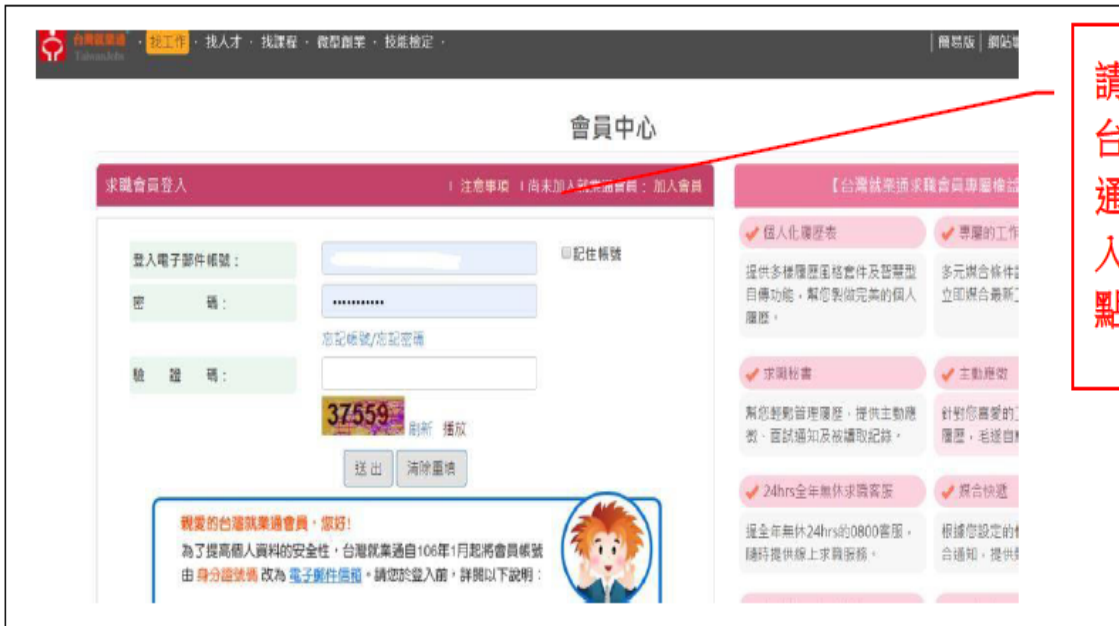 台灣就業通
TaiwanJobs
· 找工作 · 找人才 · 找課程 · 微型創業 · 技能檢定 ·
| 簡易版 | 網站
會員中心
求職會員登入
| 注意事項 | 尚未加入就業通會員： 加入會員
【台灣就業通求職會員專屬
登入電子郵件帳號：
記住帳號
密 碼：
•••••••••••
忘記帳號/忘記密碼
驗 證 碼：
37559 刷新 播放
送出 清除重填
親愛的台灣就業通會員，您好!
為了提高個人資料的安全性，台灣就業通自106年1月起將會員帳號
由 身分證號碼 改為 電子郵件信箱。請您於登入前，詳閱以下說明：
個人化履歷表
提供多樣履歷風格套件及智慧型
自傳功能，幫您製做完美的個人
履歷。
專屬的工作
多元媒合條件
立即媒合最新
求職秘書
幫您輕鬆管理履歷，提供主動應
徵、面試通知及被讀取記錄。
主動應徵
針對您喜愛的
履歷，毛遂自
24hrs全年無休求職客服
提全年無休24hrs的0800客服，
隨時提供線上求職服務。
媒合快遞
根據您設定的
合通知，提供
請
台
通
入
點